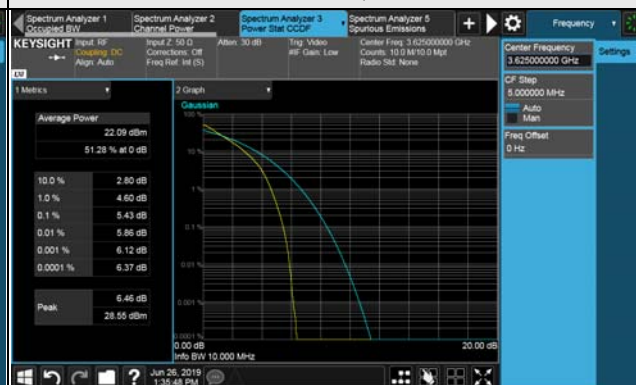 Spectrum Analyzer 1
Occupied BW
Spectrum Analyzer 2
Channel Power
Spectrum Analyzer 3
Power Stat CCDF
Spectrum Analyzer 5
Spurious Emissions
Frequency
KEYSIGHT
Input: RF
Coupling: DC
Align: Auto
Input Z: 50 Ω
Corrections: Off
Freq Ref: Int (S)
Atten: 30 dB
Trig: Video
#IF Gain: Low
Center Freq: 3.625000000 GHz
Counts: 10.0 M/10.0 Mpt
Radio Std: None
Center Frequency
3.625000000 GHz
Settings
CF Step
5.000000 MHz
Auto
Man
Freq Offset
0 Hz
1 Metrics
Average Power
22.09 dBm
51.28 % at 0 dB
10.0 % 2.80 dB
1.0 % 4.60 dB
0.1 % 5.43 dB
0.01 % 5.86 dB
0.001 % 6.12 dB
0.0001 % 6.37 dB
Peak
6.46 dB
28.55 dBm
2 Graph
Gaussian
100 %
10 %
1 %
0.1 %
0.01 %
0.001 %
0.0001 %
0.00 dB
20.00 dB
Info BW 10.000 MHz
Jun 26, 2019
1:35:48 PM